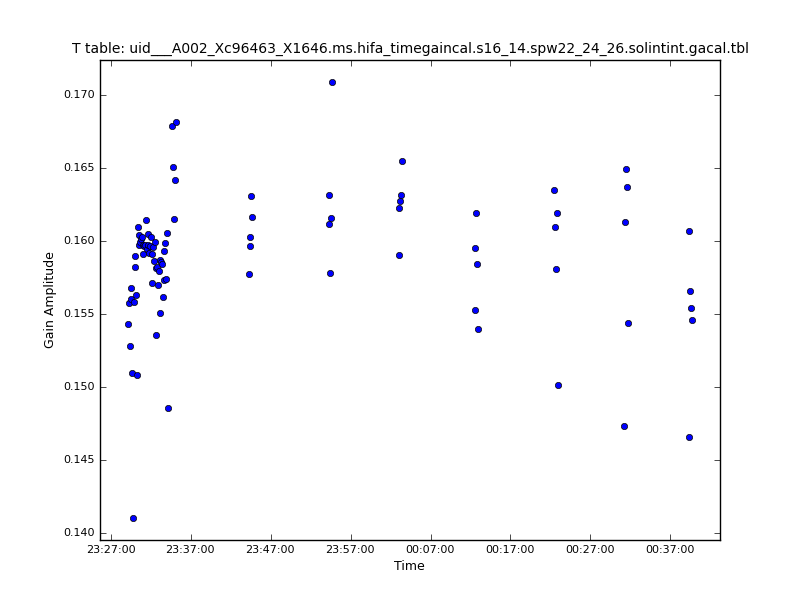 T table: uid___A002_Xc96463_X1646.ms.hifa_timegaincal.s16_14.spw22_24_26.solintint.gacal.tbl
0.170
0.165
0.160
0.155
0.150
0.145
0.140
Gain Amplitude
23:27:00 23:37:00 23:47:00 23:57:00 00:07:00 00:17:00 00:27:00 00:37:00
Time